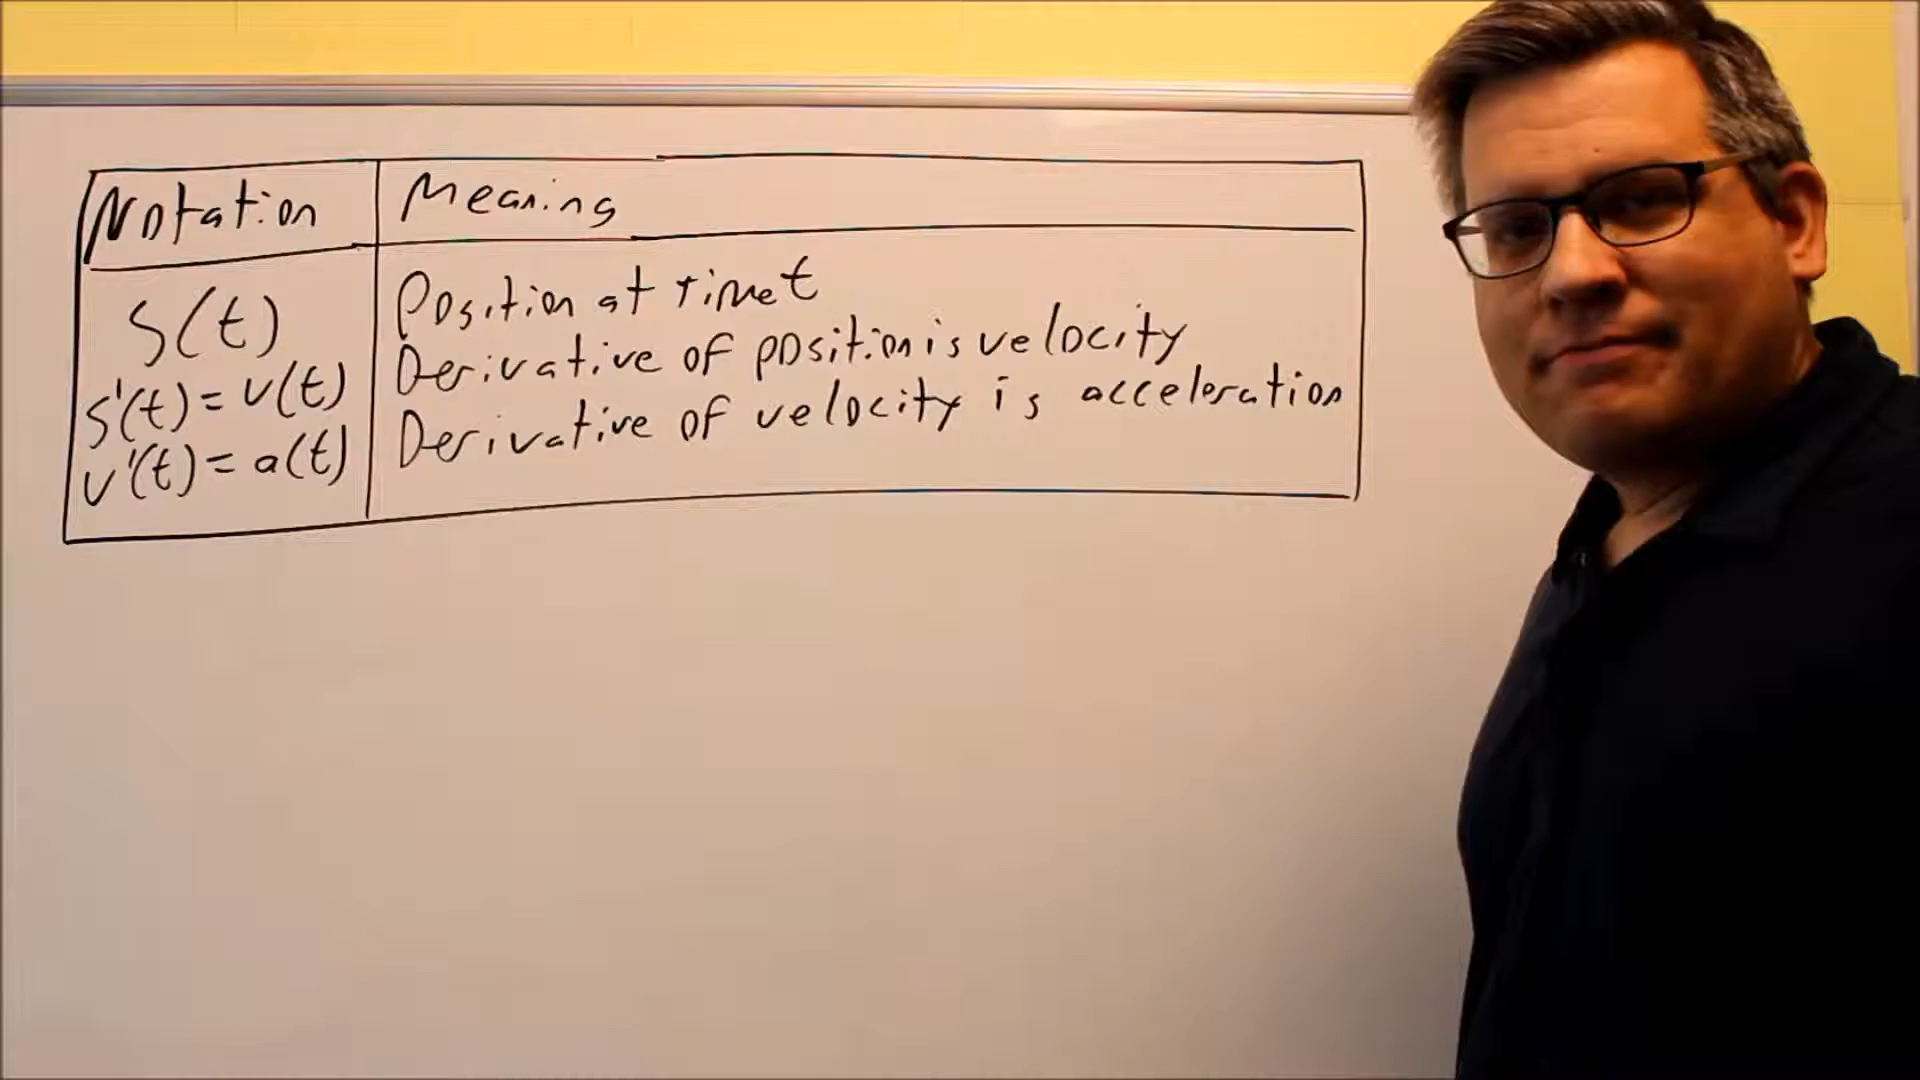 Notation Meaning
s(t) Position at time t
s'(t) = v(t) Derivative of position is velocity
v'(t) = a(t) Derivative of velocity is acceleration